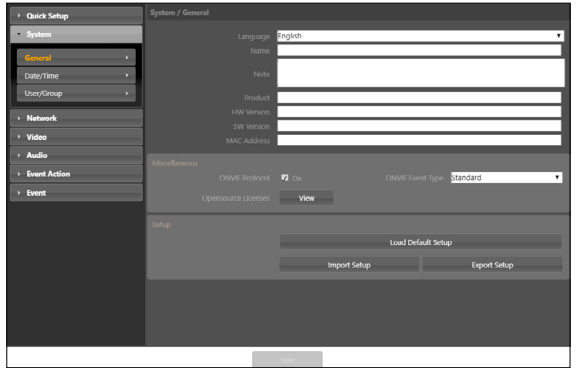 Quick Setup
System
General
Date/Time
User/Group
Network
Video
Audio
Event Action
Event
System / General
Language English
Name
Note
Product
HW Version
SW Version
MAC Address
Miscellaneous
ONVIF Protocol On ONVIF Event Type Standard
Opensource Licenses View
Setup
Load Default Setup
Import Setup Export Setup
Save